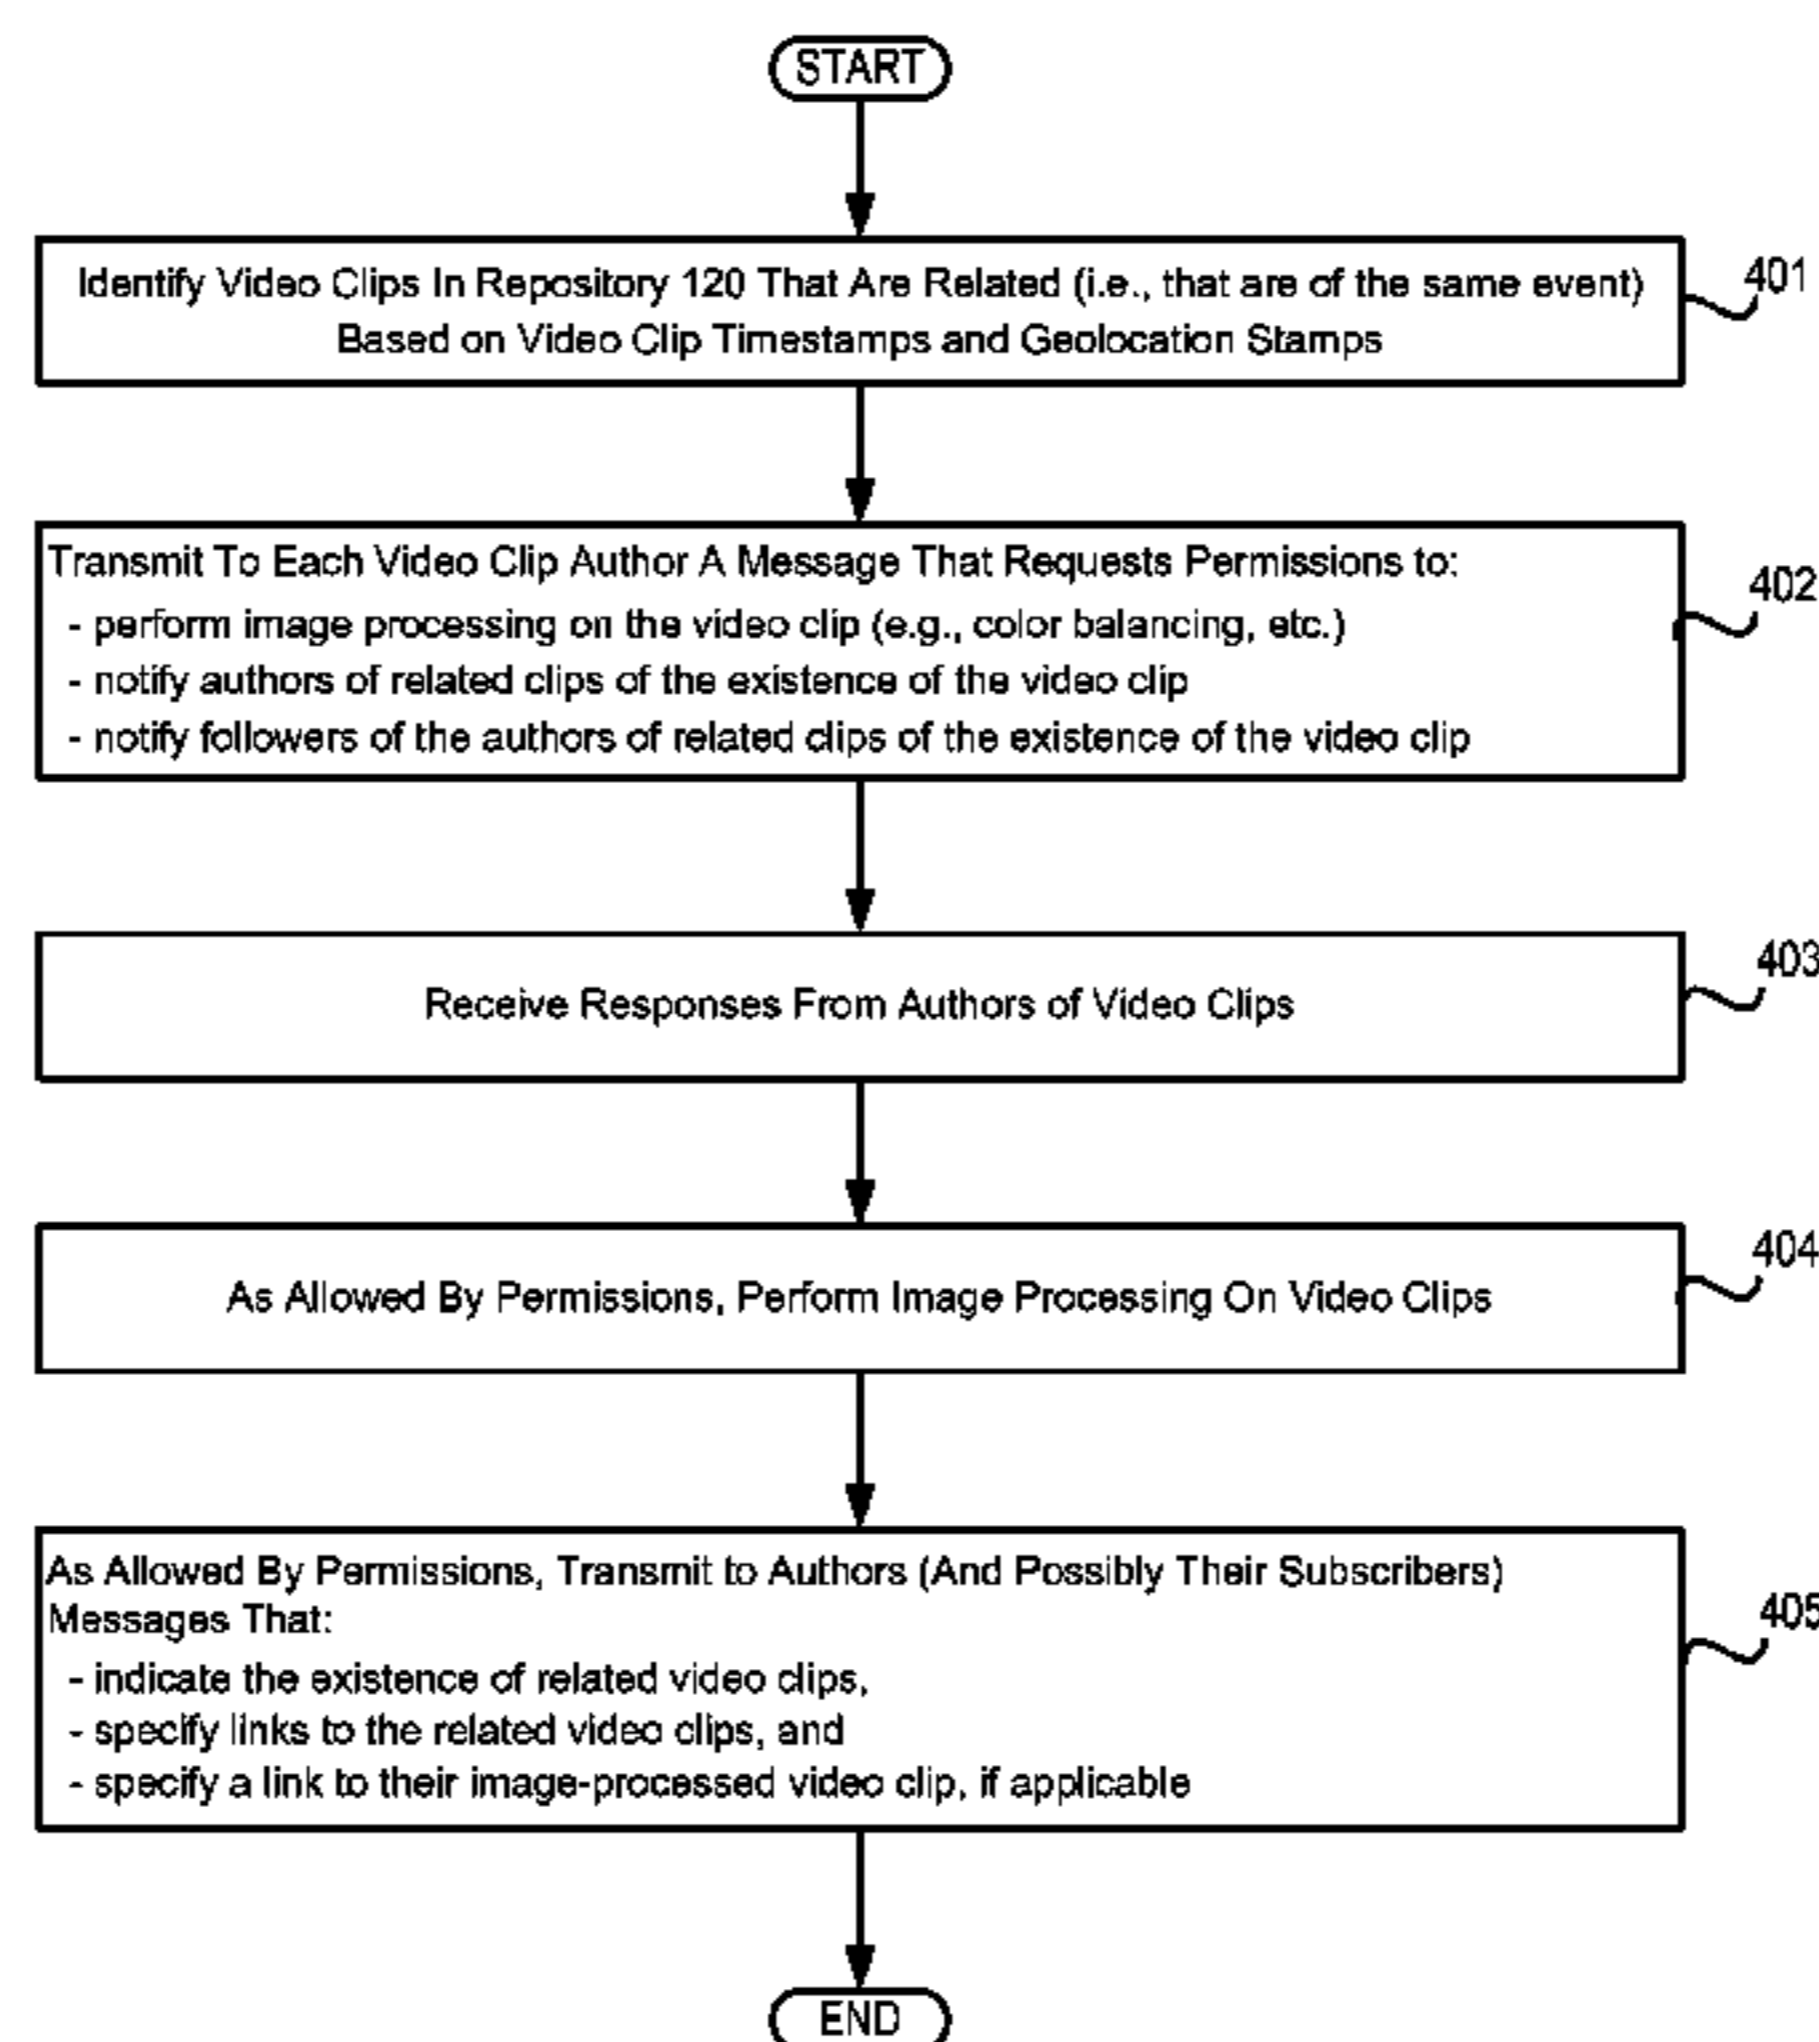 START
Identify Video Clips In Repository 120 That Are Related (i.e., that are of the same event)
Based on Video Clip Timestamps and Geolocation Stamps
401
Transmit To Each Video Clip Author A Message That Requests Permissions to:
- perform image processing on the video clip (e.g., color balancing, etc.)
- notify authors of related clips of the existence of the video clip
- notify followers of the authors of related clips of the existence of the video clip
402
Receive Responses From Authors of Video Clips
403
As Allowed By Permissions, Perform Image Processing On Video Clips
404
As Allowed By Permissions, Transmit to Authors (And Possibly Their Subscribers)
Messages That:
- indicate the existence of related video clips,
- specify links to the related video clips, and
- specify a link to their image-processed video clip, if applicable
405
END